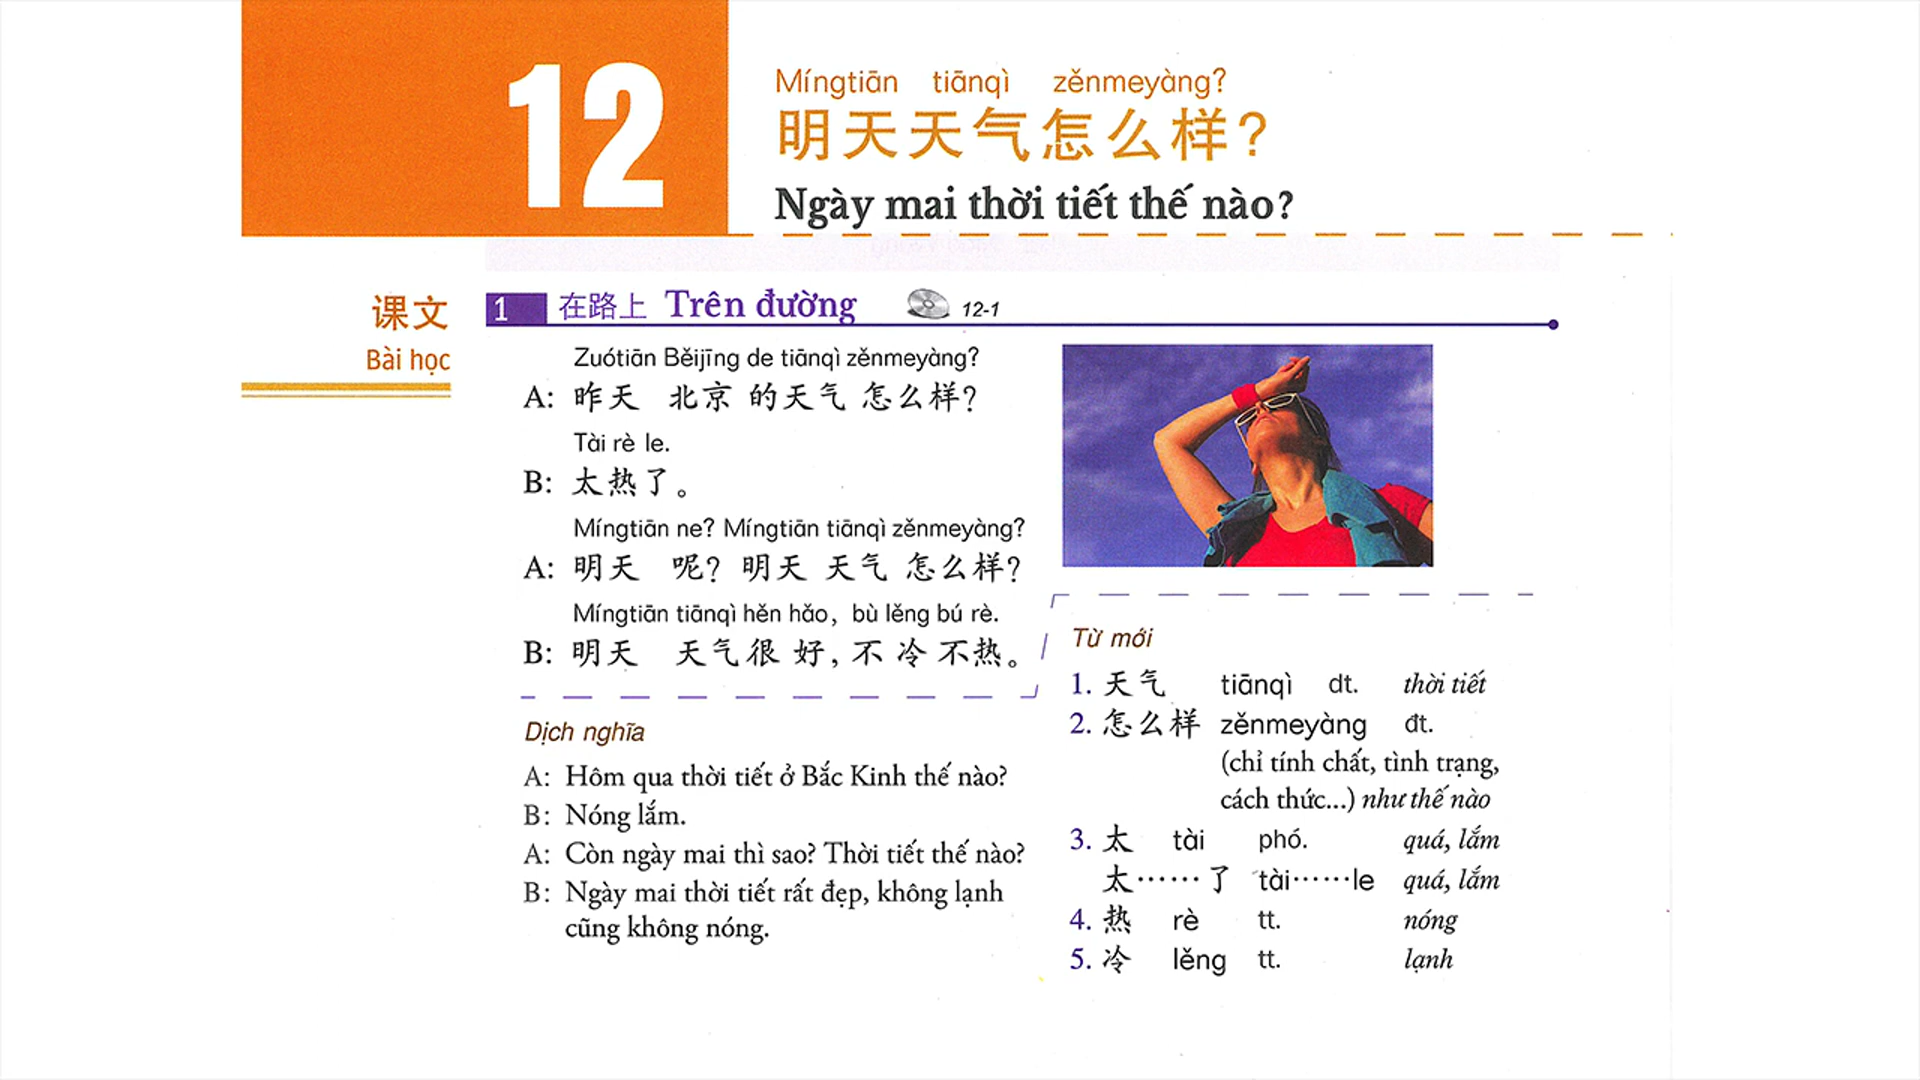 12
Míngtiān tiānqì zěnmeyàng?
明天天气怎么样?
Ngày mai thời tiết thế nào?
课文
Bài học
1 在路上 Trên đường 12-1
Zuótiān Běijīng de tiānqì zěnmeyàng?
A: 昨天 北京 的天气 怎么样?
Tài rè le.
B: 太热了。
Míngtiān ne? Míngtiān tiānqì zěnmeyàng?
A: 明天 呢? 明天 天气 怎么样?
Míngtiān tiānqì hěn hǎo, bù lěng bú rè.
B: 明天 天气很 好, 不 冷 不热。
Dịch nghĩa
A: Hôm qua thời tiết ở Bắc Kinh thế nào?
B: Nóng lắm.
A: Còn ngày mai thì sao? Thời tiết thế nào?
B: Ngày mai thời tiết rất đẹp, không lạnh
cũng không nóng.
Từ mới
1. 天气 tiānqì dt. thời tiết
2. 怎么样 zěnmeyàng đt.
(chỉ tính chất, tình trạng,
cách thức...) như thế nào
3. 太 tài phó. quá, lắm
太······了 tài······le quá, lắm
4. 热 rè tt. nóng
5. 冷 lěng tt. lạnh